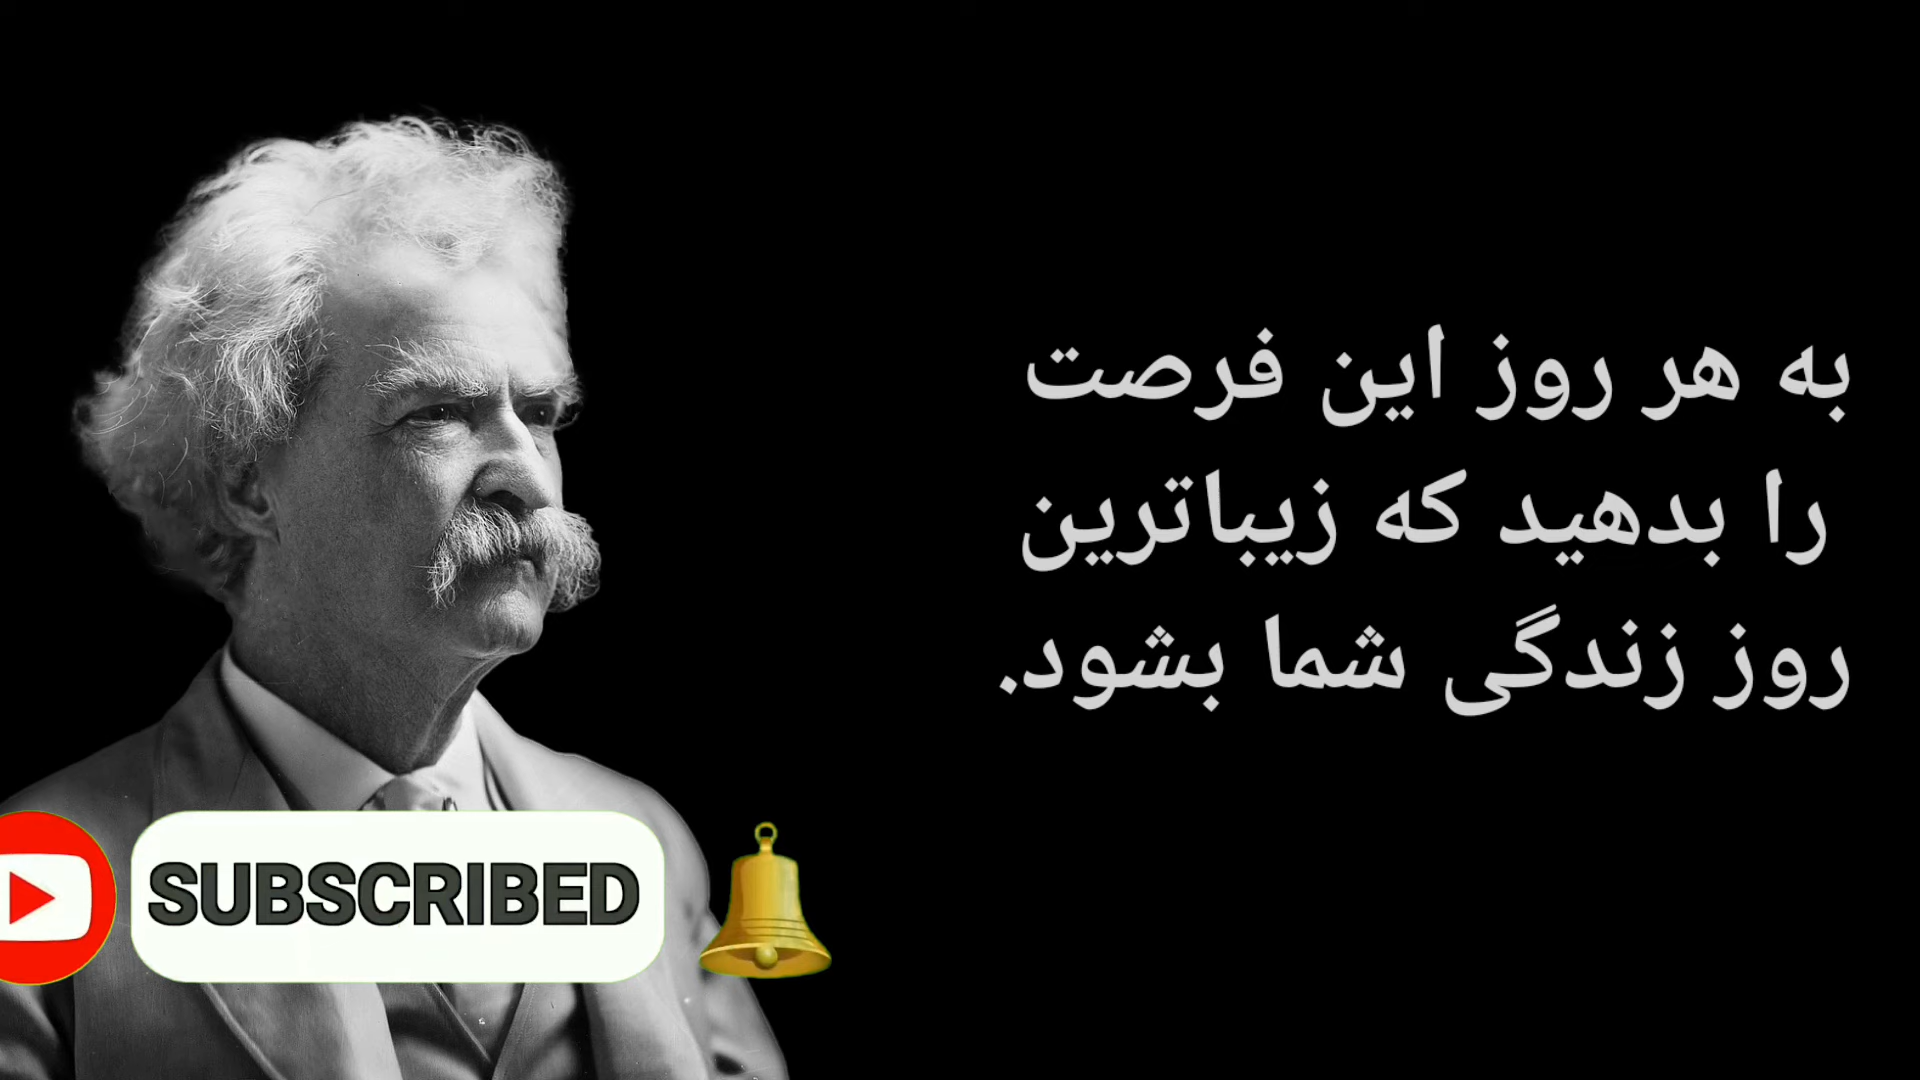 به هر روز این فرصت
را بدهید که زیباترین
روز زندگی شما بشود.
SUBSCRIBED